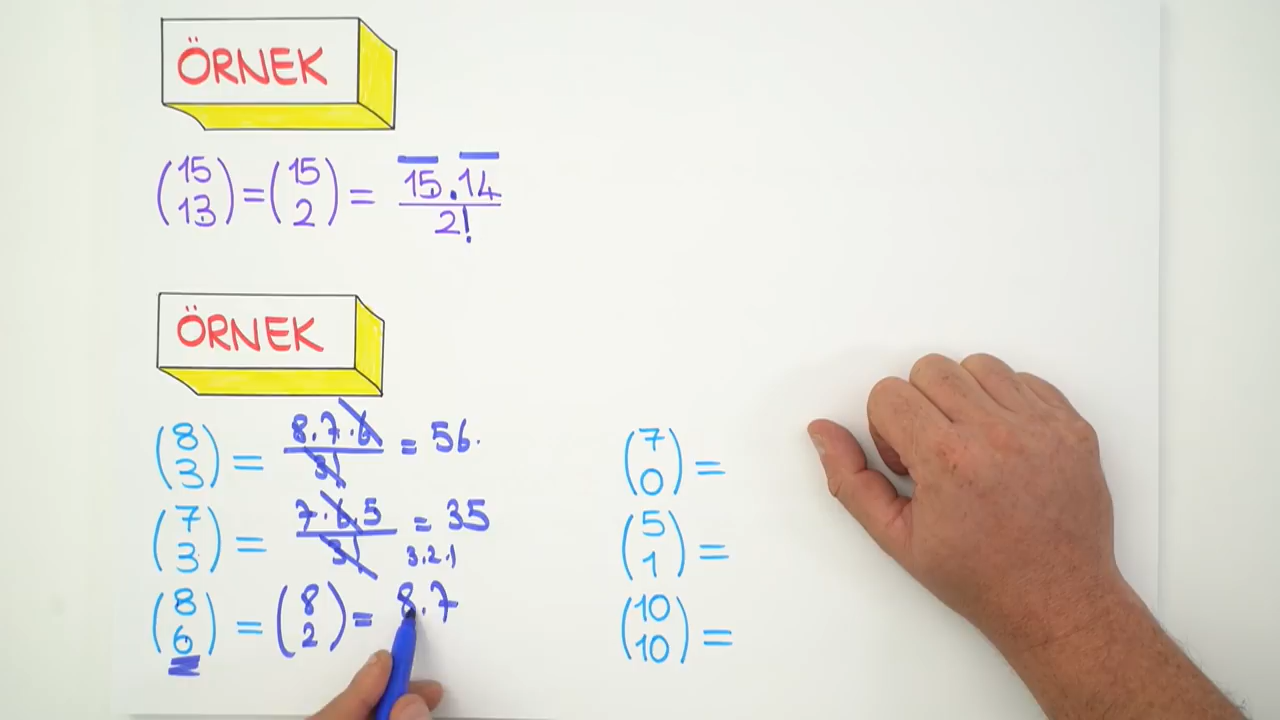 ÖRNEK
(15 13) = (15 2) = 15.14 / 2!
ÖRNEK
(8 3) = 8.7.6 / 3! = 56.
(7 3) = 7.6.5 / 3! = 35
3.2.1
(8 6) = (8 2) = 8.7
(7 0) =
(5 1) =
(10 10) =